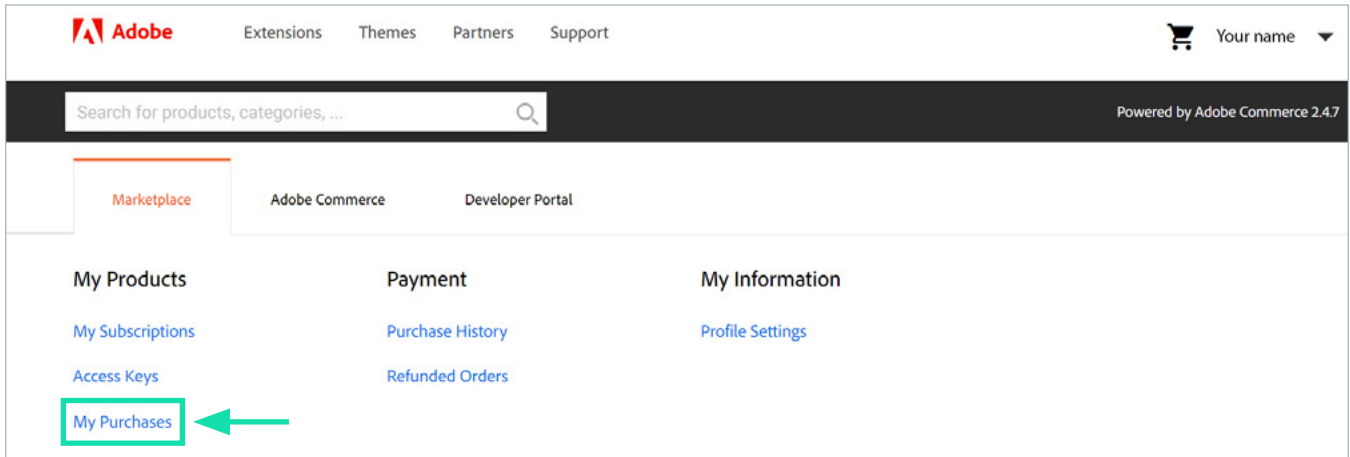 Adobe Extensions Themes Partners Support Your name
Search for products, categories, ... Powered by Adobe Commerce 2.4.7
Marketplace Adobe Commerce Developer Portal
My Products Payment My Information
My Subscriptions Purchase History Profile Settings
Access Keys Refunded Orders
My Purchases